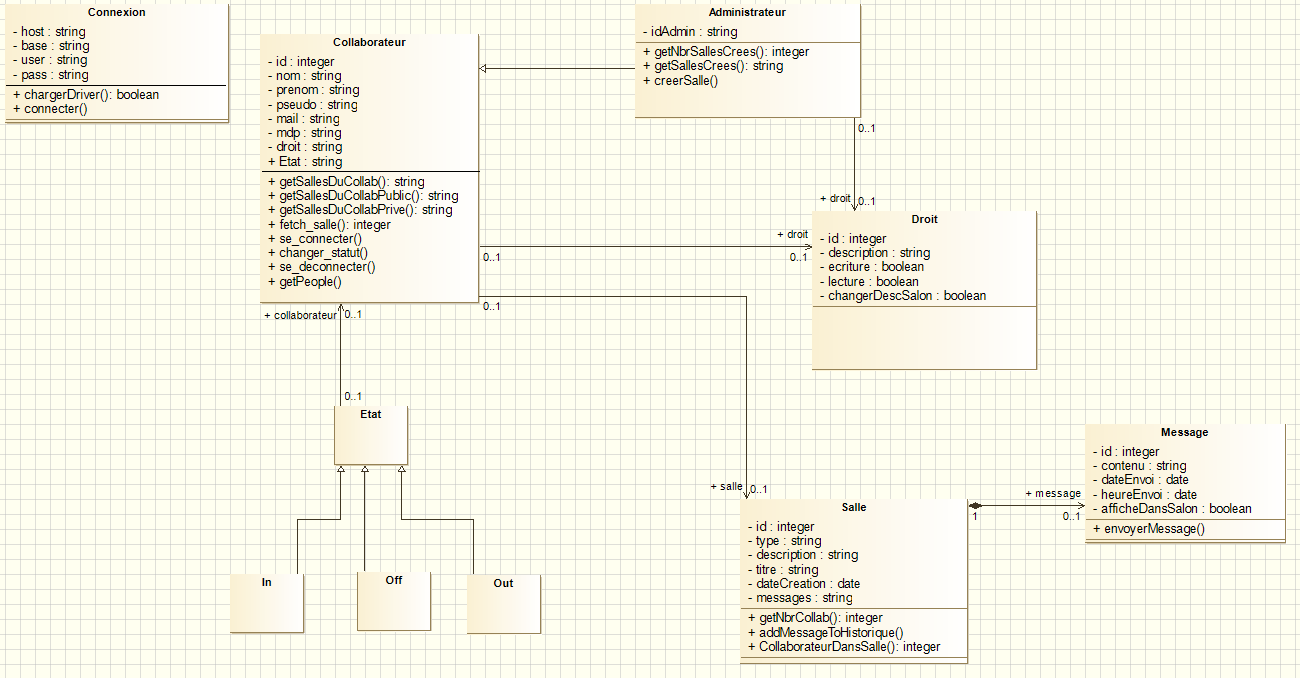 Connexion
- host : string
- base : string
- user : string
- pass : string
+ chargerDriver(): boolean
+ connecter()
Collaborateur
- id : integer
- nom : string
- prenom : string
- pseudo : string
- mail : string
- mdp : string
- droit : string
+ Etat : string
+ getSallesDuCollab(): string
+ getSallesDuCollabPublic(): string
+ getSallesDuCollabPrive(): string
+ fetch_salle(): integer
+ se_connecter()
+ changer_statut()
+ se_deconnecter()
+ getPeople()
Administrateur
- idAdmin : string
+ getNbrSallesCrees(): integer
+ getSallesCrees(): string
+ creerSalle()
0..1
+ droit
0..1
+ droit
0..1
0..1
Droit
- id : integer
- description : string
- ecriture : boolean
- lecture : boolean
- changerDescSalon : boolean
0..1
+ collaborateur
0..1
0..1
Etat
In
Off
Out
+ salle
0..1
Salle
- id : integer
- type : string
- description : string
- titre : string
- dateCreation : date
- messages : string
+ getNbrCollab(): integer
+ addMessageToHistorique()
+ CollaborateurDansSalle(): integer
1
+ message
0..1
Message
- id : integer
- contenu : string
- dateEnvoi : date
- heureEnvoi : date
- afficheDansSalon : boolean
+ envoyerMessage()